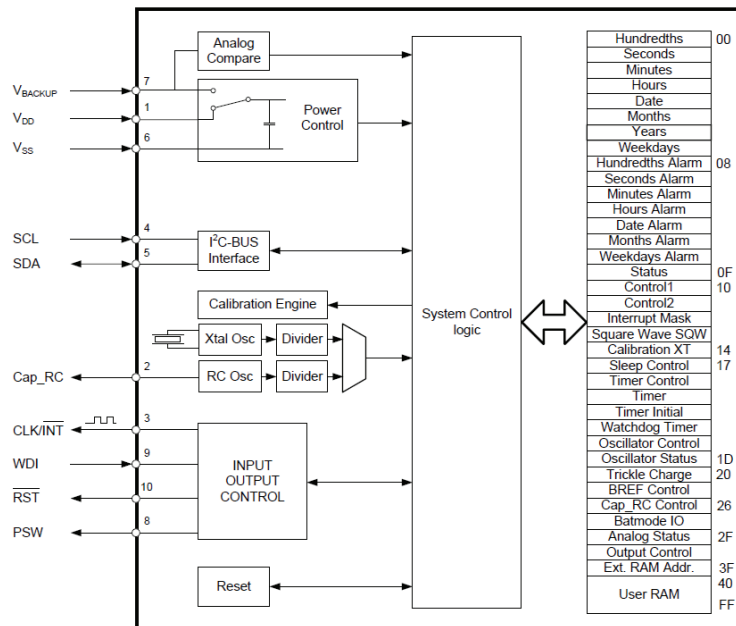 Analog
Compare
Power
Control
V_BACKUP 7
V_DD 1
V_SS 6
SCL 4
SDA 5
I²C-BUS
Interface
Calibration Engine
Xtal Osc
Divider
RC Osc
Divider
Cap_RC 2
CLK/I̅N̅T̅ 3
WDI 9
R̅S̅T̅ 10
PSW 8
INPUT
OUTPUT
CONTROL
Reset
System Control
logic
Hundredths 00
Seconds
Minutes
Hours
Date
Months
Years
Weekdays
Hundredths Alarm 08
Seconds Alarm
Minutes Alarm
Hours Alarm
Date Alarm
Months Alarm
Weekdays Alarm
Status 0F
Control1 10
Control2
Interrupt Mask
Square Wave SQW
Calibration XT 14
Sleep Control 17
Timer Control
Timer
Timer Initial
Watchdog Timer
Oscillator Control
Oscillator Status 1D
Trickle Charge 20
BREF Control
Cap_RC Control 26
Batmode IO
Analog Status 2F
Output Control
Ext. RAM Addr. 3F
40
User RAM
FF